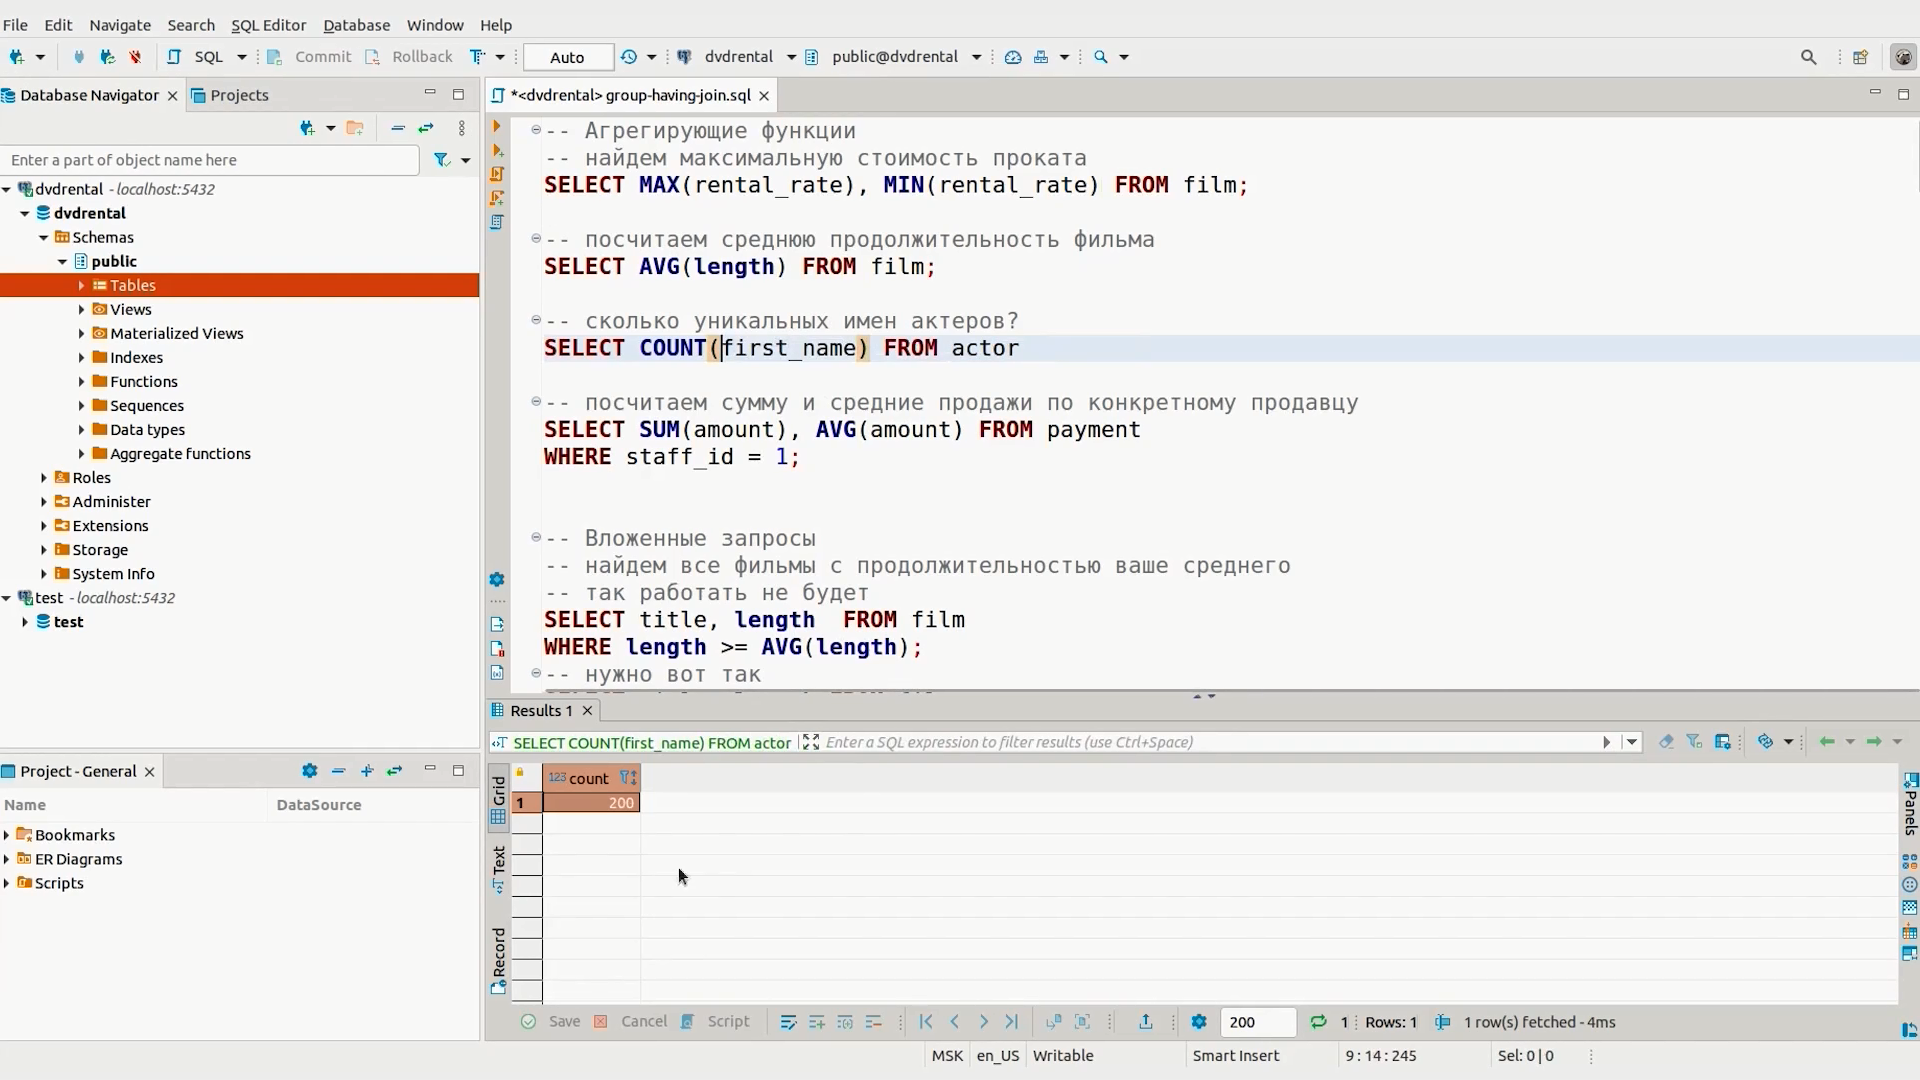 File Edit Navigate Search SQL Editor Database Window Help
SQL Commit Rollback Auto dvdrental public@dvdrental
Database Navigator Projects
*<dvdrental> group-having-join.sql
Enter a part of object name here
dvdrental - localhost:5432
dvdrental
Schemas
public
Tables
Views
Materialized Views
Indexes
Functions
Sequences
Data types
Aggregate functions
Roles
Administer
Extensions
Storage
System Info
test - localhost:5432
test
-- Агрегирующие функции
-- найдем максимальную стоимость проката
SELECT MAX(rental_rate), MIN(rental_rate) FROM film;
-- посчитаем среднюю продолжительность фильма
SELECT AVG(length) FROM film;
-- сколько уникальных имен актеров?
SELECT COUNT(first_name) FROM actor
-- посчитаем сумму и средние продажи по конкретному продавцу
SELECT SUM(amount), AVG(amount) FROM payment
WHERE staff_id = 1;
-- Вложенные запросы
-- найдем все фильмы с продолжительностью ваше среднего
-- так работать не будет
SELECT title, length FROM film
WHERE length >= AVG(length);
-- нужно вот так
Project - General
Name DataSource
Bookmarks
ER Diagrams
Scripts
Results 1
SELECT COUNT(first_name) FROM actor Enter a SQL expression to filter results (use Ctrl+Space)
Grid
Text
Record
Panels
123 count
1 200
Save Cancel Script 200 1 Rows: 1 1 row(s) fetched - 4ms
MSK en_US Writable Smart Insert 9 : 14 : 245 Sel: 0 | 0